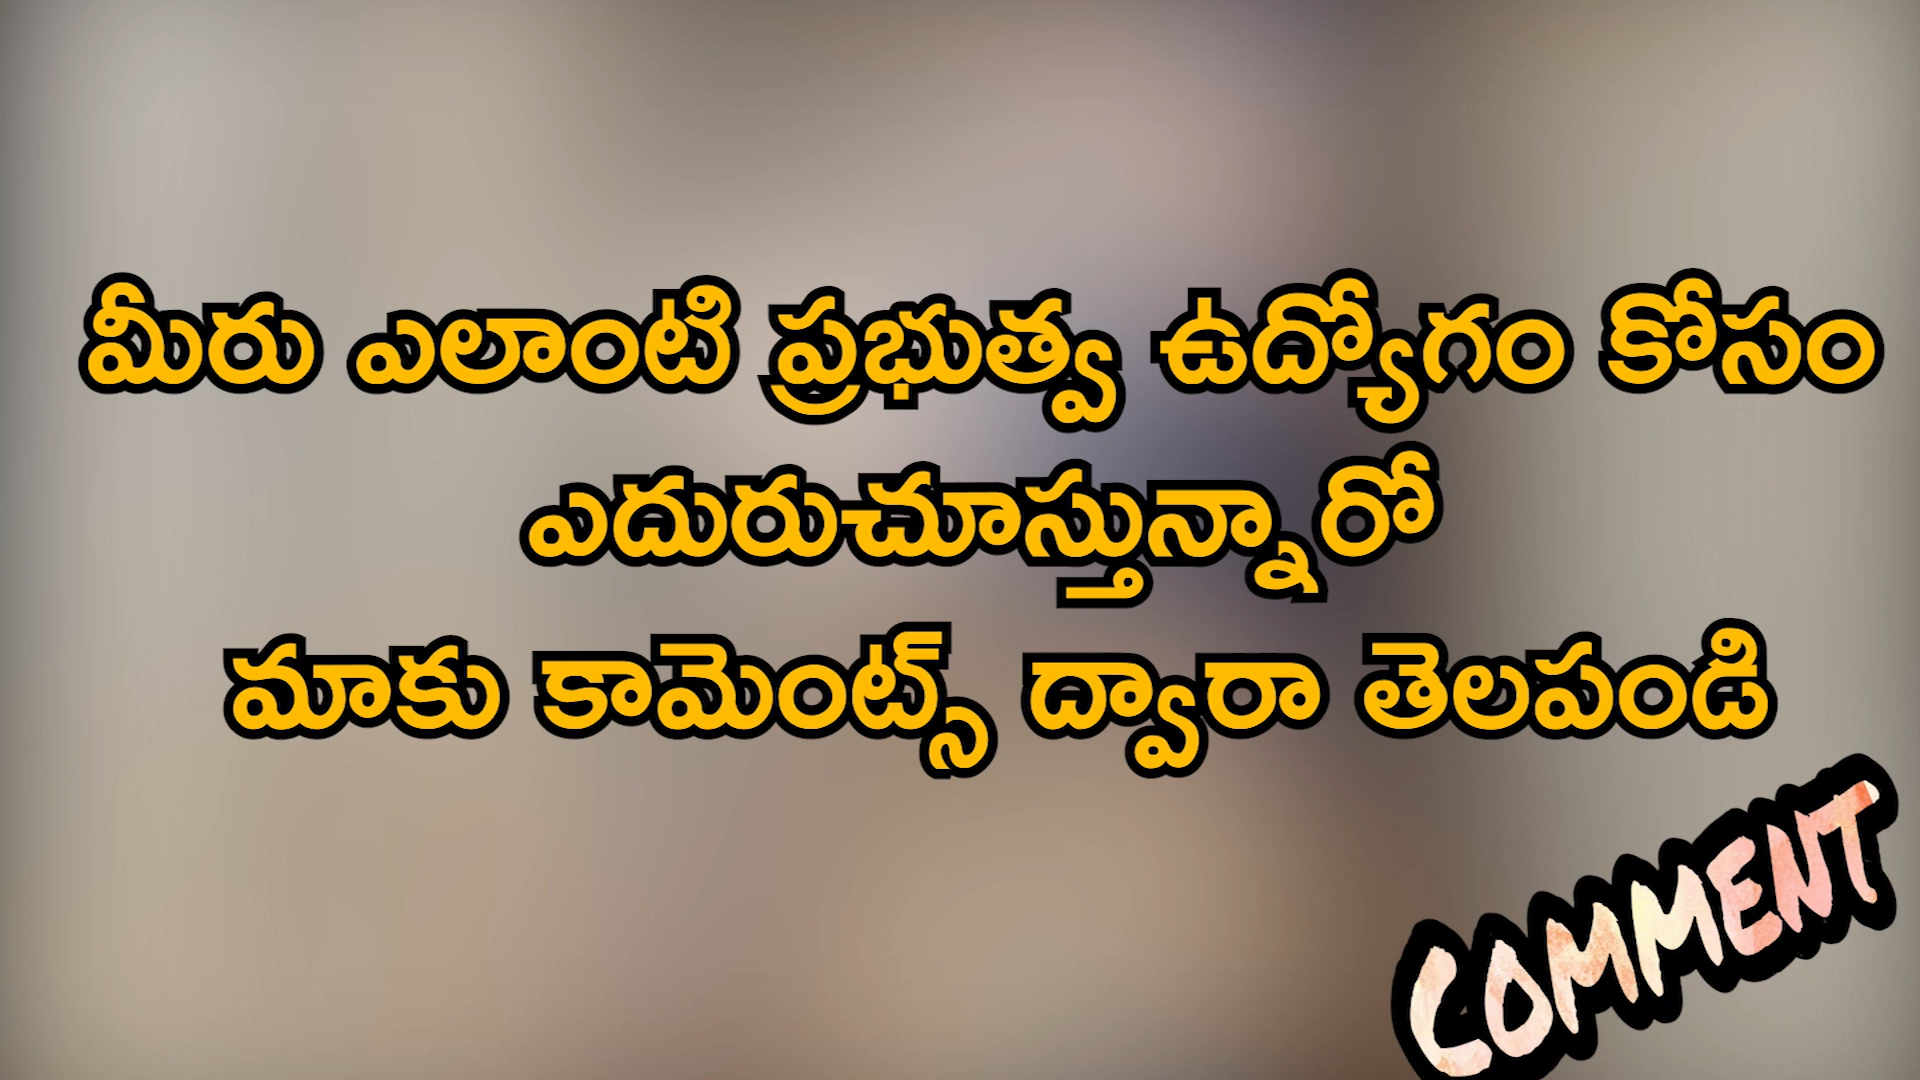 మీరు ఎలాంటి ప్రభుత్వ ఉద్యోగం కోసం
ఎదురుచూస్తున్నారో
మాకు కామెంట్స్ ద్వారా తెలపండి
COMMENT